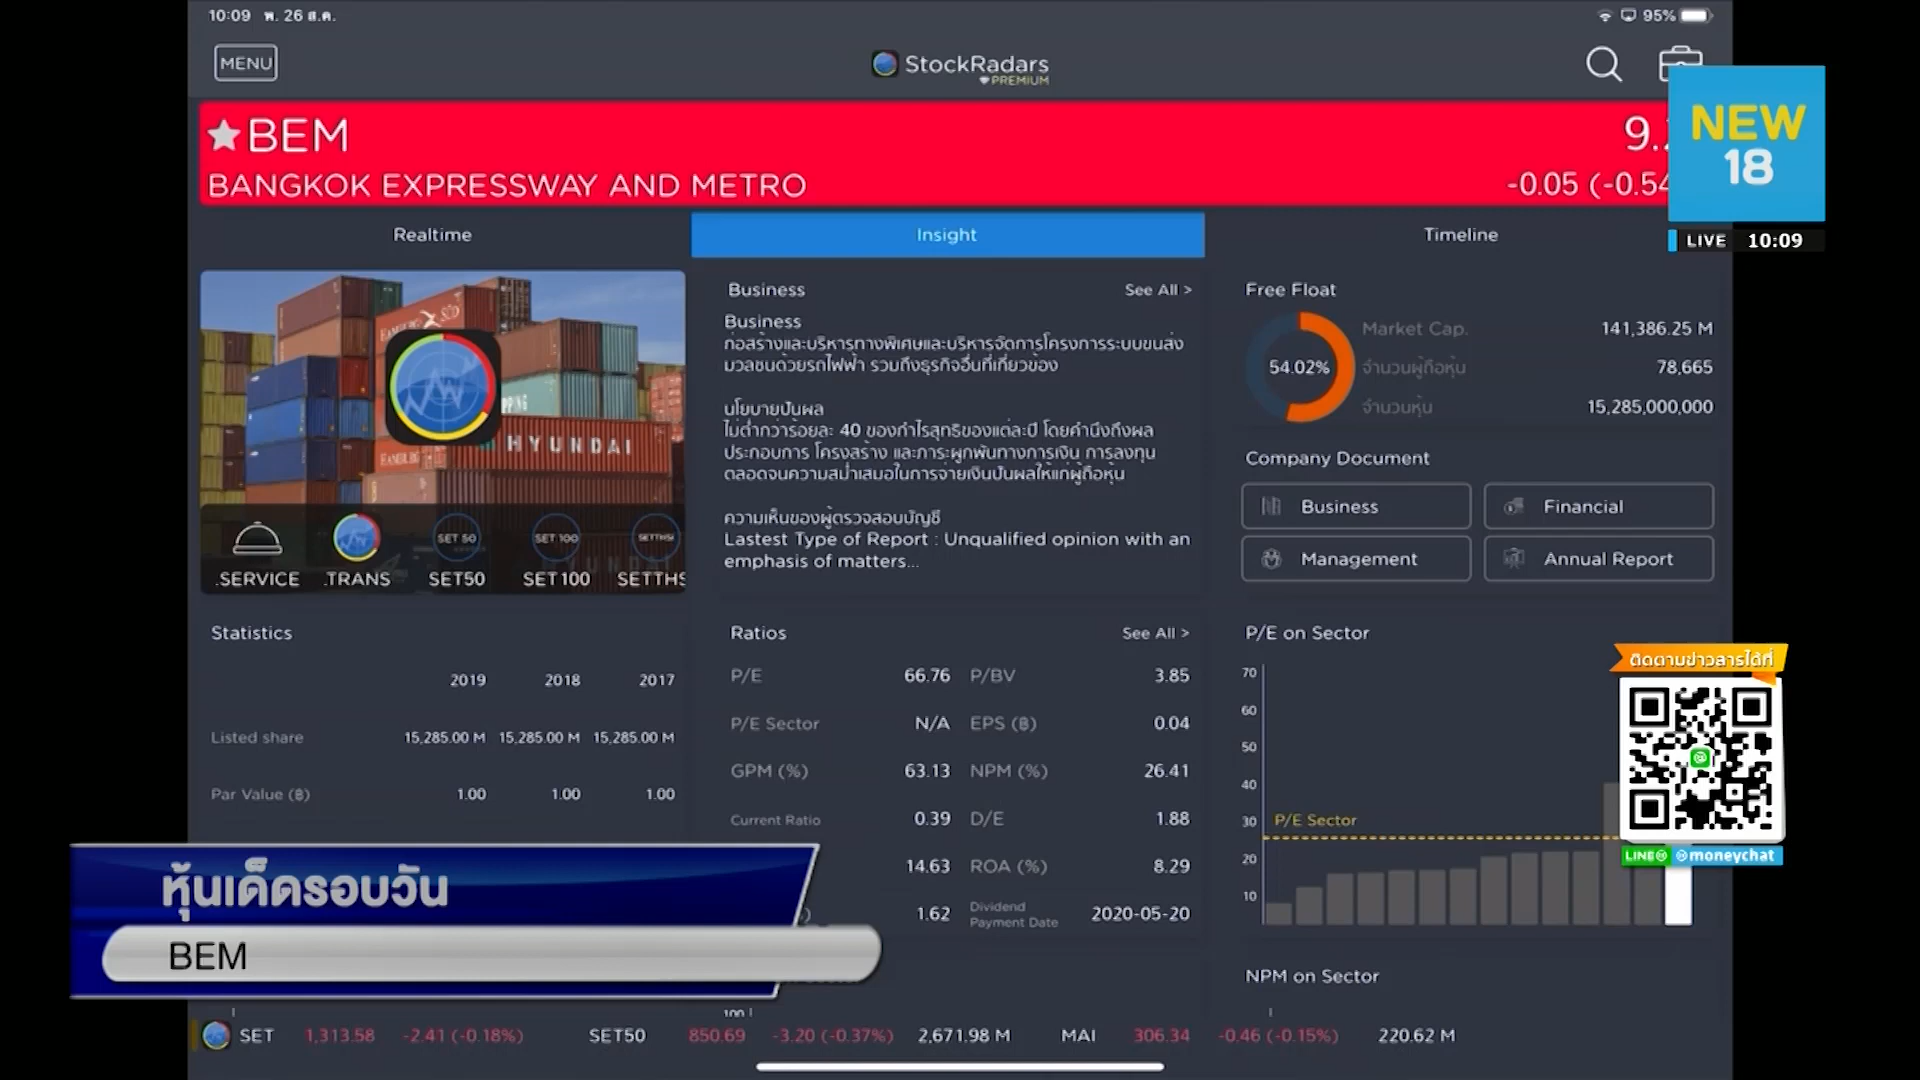 10:09 พ. 26 ส.ค.
95%
MENU
StockRadars
PREMIUM
NEW
18
LIVE 10:09
BEM
BANGKOK EXPRESSWAY AND METRO
-0.05
Realtime
Insight
Timeline
HYUNDAI
.SERVICE
.TRANS
SET 50
SET50
SET 100
SET100
Business
See All >
Business
ก่อสร้างและบริหารทางพิเศษและบริหารจัดการโครงการระบบขนส่ง
มวลชนด้วยรถไฟฟ้า รวมถึงธุรกิจอื่นที่เกี่ยวข้อง
นโยบายปันผล
ไม่ต่ำกว่าร้อยละ 40 ของกำไรสุทธิของแต่ละปี โดยคำนึงถึงผล
ประกอบการ โครงสร้าง และภาระผูกพันทางการเงิน การลงทุน
ตลอดจนความสม่ำเสมอในการจ่ายเงินปันผลให้แก่ผู้ถือหุ้น
ความเห็นของผู้ตรวจสอบบัญชี
Lastest Type of Report : Unqualified opinion with an
emphasis of matters...
Free Float
54.02%
Market Cap. 141,386.25 M
จำนวนผู้ถือหุ้น 78,665
จำนวนหุ้น 15,285,000,000
Company Document
Business
Financial
Management
Annual Report
Statistics
2019 2018 2017
Listed share 15,285.00 M 15,285.00 M 15,285.00 M
Par Value (฿) 1.00 1.00 1.00
Ratios
See All >
P/E 66.76 P/BV 3.85
P/E Sector N/A EPS (฿) 0.04
GPM (%) 63.13 NPM (%) 26.41
Current Ratio 0.39 D/E 1.88
14.63 ROA (%) 8.29
1.62 Dividend Payment Date 2020-05-20
100
P/E on Sector
70
60
50
40
30
20
10
P/E Sector
NPM on Sector
ติดตามข่าวสารได้ที่
LINE@ @moneychat
หุ้นเด็ดรอบวัน
BEM
SET 1,313.58 -2.41 (-0.18%) SET50 850.69 -3.20 (-0.37%) 2,671.98 M MAI 306.34 -0.46 (-0.15%) 220.62 M